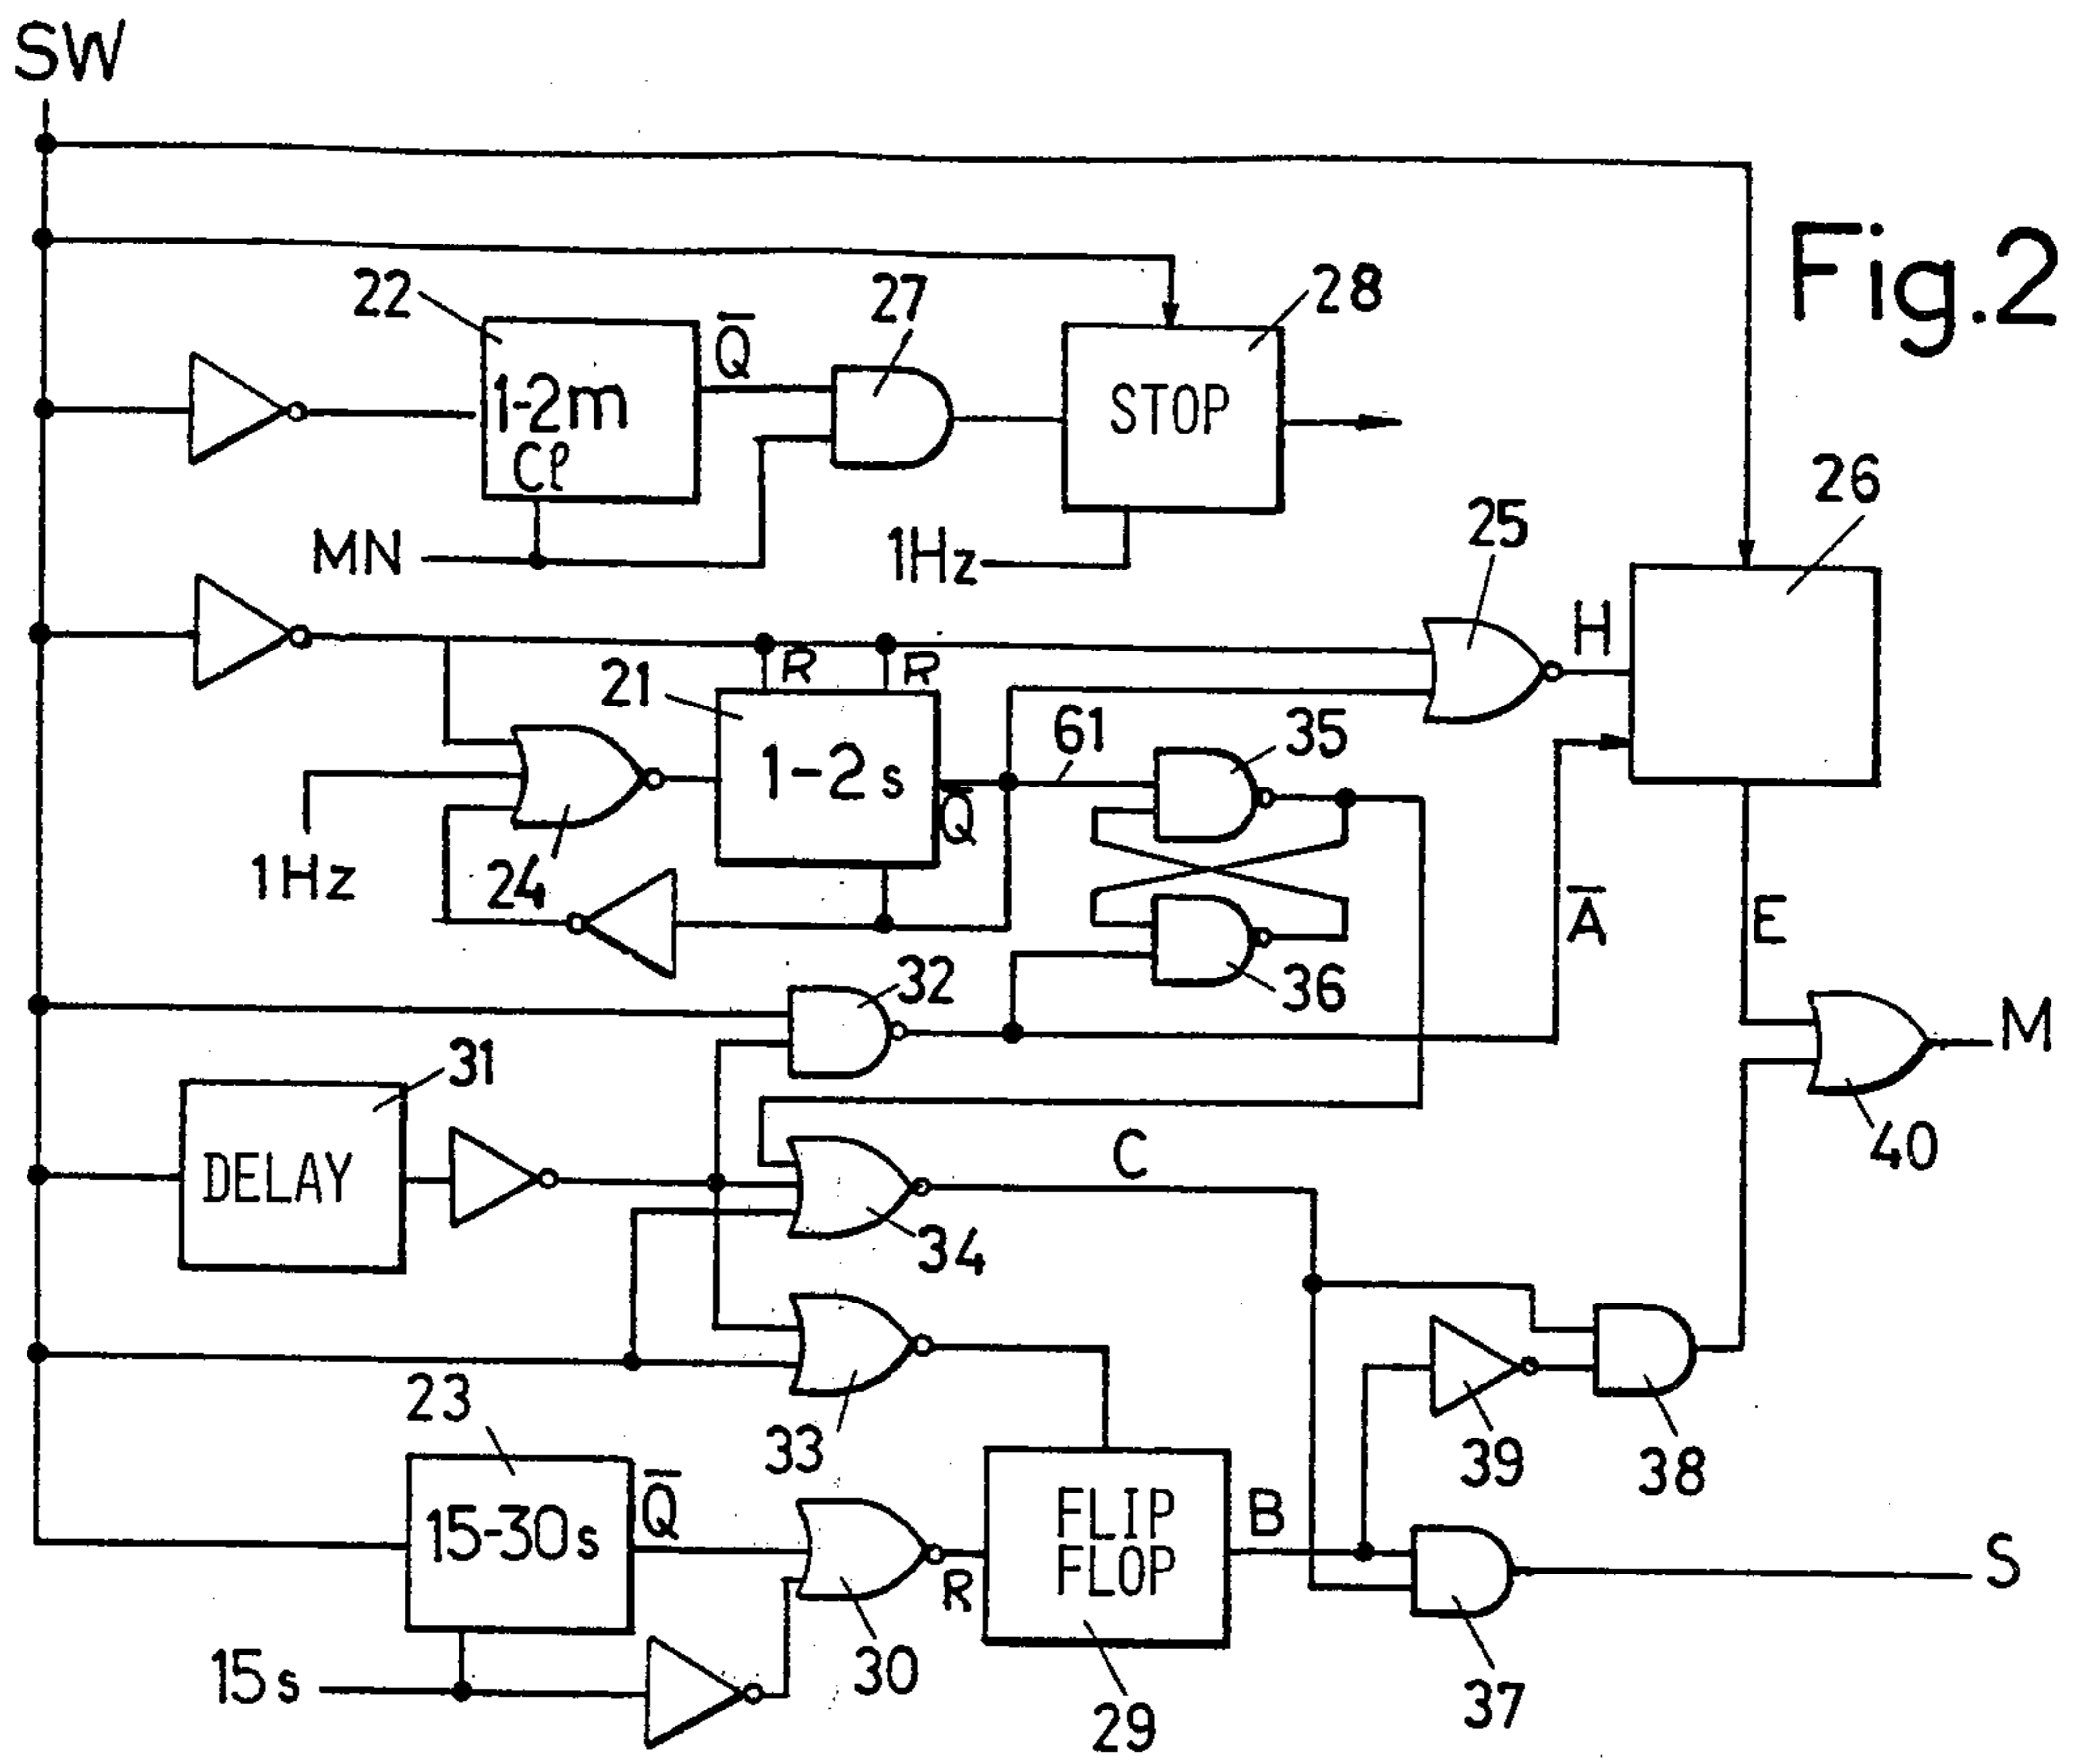 SW
Fig.2
22
Q̅
27
28
1-2m
Cℓ
STOP
MN
1Hz
25
26
H
R
R
21
61
35
1-2s
Q̅
1Hz
24
A̅
E
32
36
M
31
40
DELAY
C
34
23
33
39
38
15-30s
Q̅
FLIP
FLOP
B
S
R
15s
30
29
37